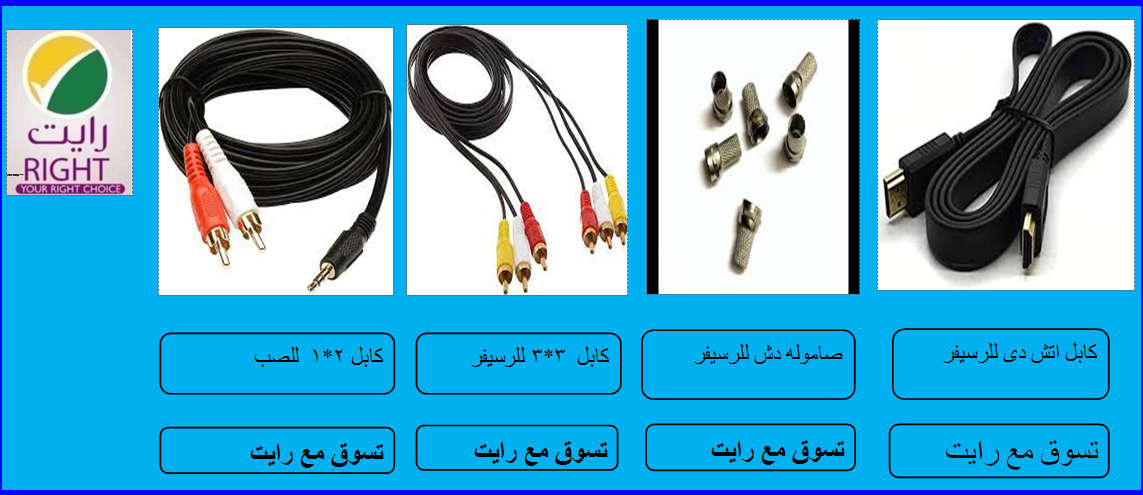 رايت
RIGHT
YOUR RIGHT CHOICE
كابل اتش دى للرسيفر
صاموله دش للرسيفر
كابل ٣*٣ للرسيفر
كابل ٢*١ للصب
تسوق مع رايت
تسوق مع رايت
تسوق مع رايت
تسوق مع رايت